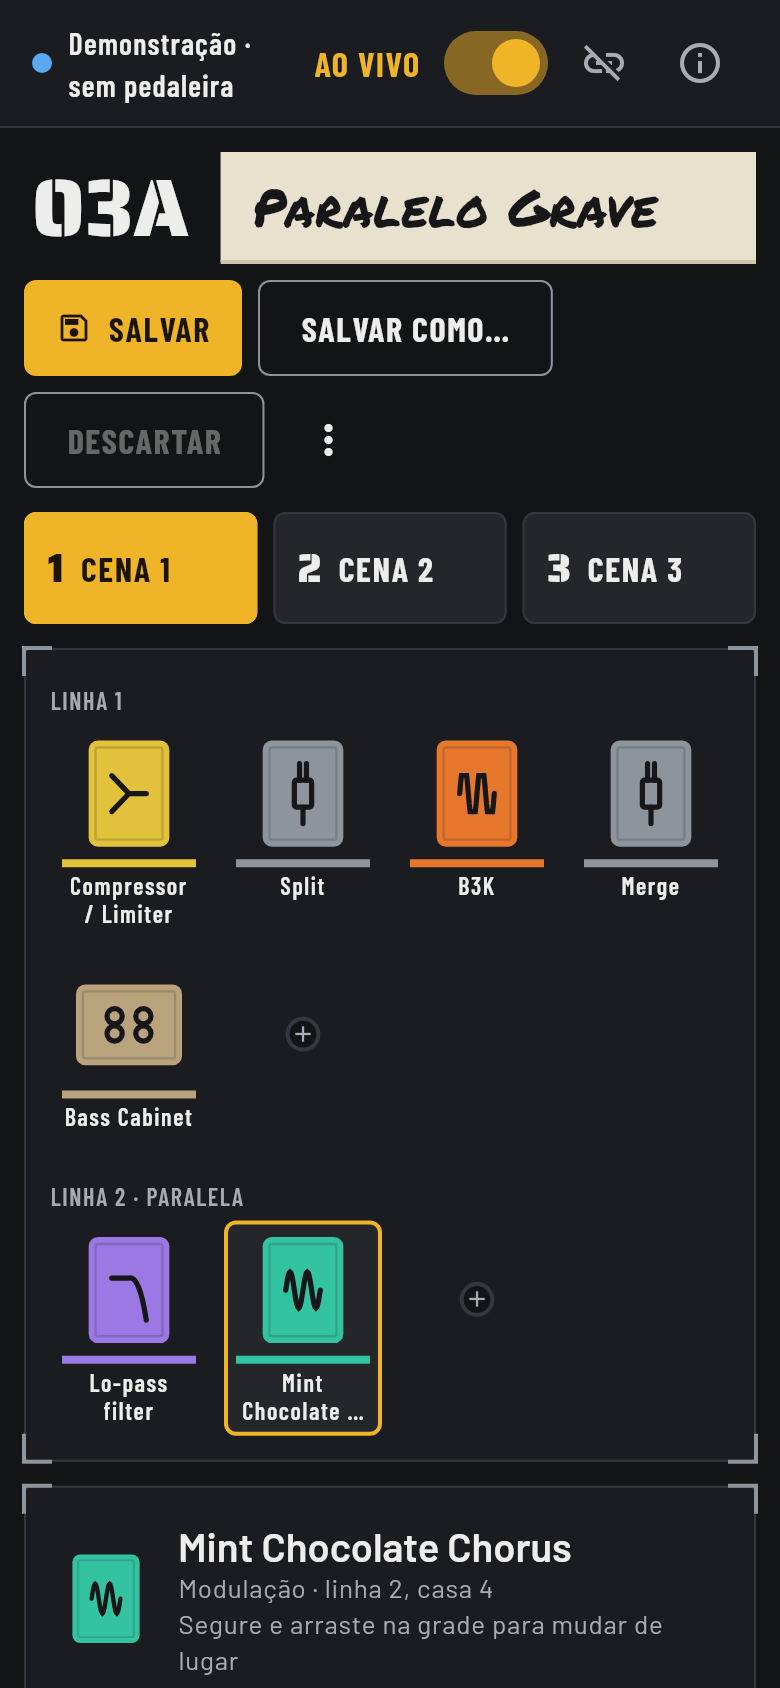 Demonstração ·
sem pedaleira
AO VIVO
03A
Paralelo Grave
SALVAR
SALVAR COMO...
DESCARTAR
1 CENA 1
2 CENA 2
3 CENA 3
LINHA 1
Compressor
/ Limiter
Split
B3K
Merge
88
Bass Cabinet
LINHA 2 · PARALELA
Lo-pass
filter
Mint
Chocolate ...
Mint Chocolate Chorus
Modulação · linha 2, casa 4
Segure e arraste na grade para mudar de
lugar